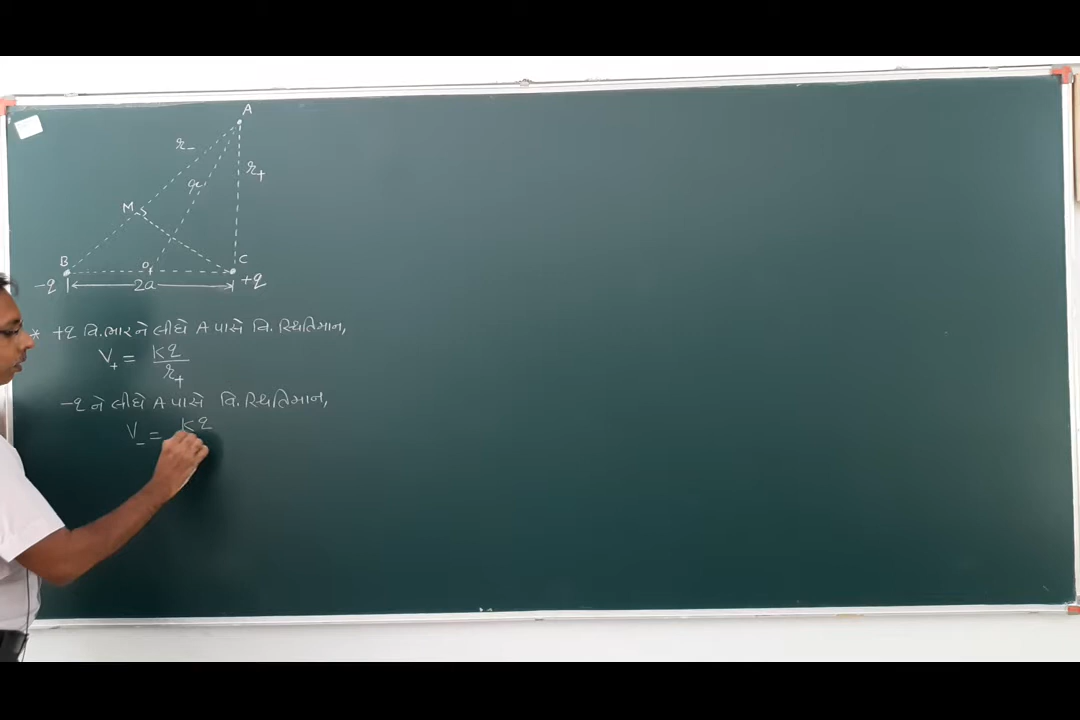 A
r₋
r
r₊
M
B
O
C
-q
2a
+q
* +q વિ.ભારને લીધે A પાસે વિ. સ્થિતિમાન,
V₊ = kq / r₊
-q ને લીધે A પાસે વિ. સ્થિતિમાન,
V₋ = kq